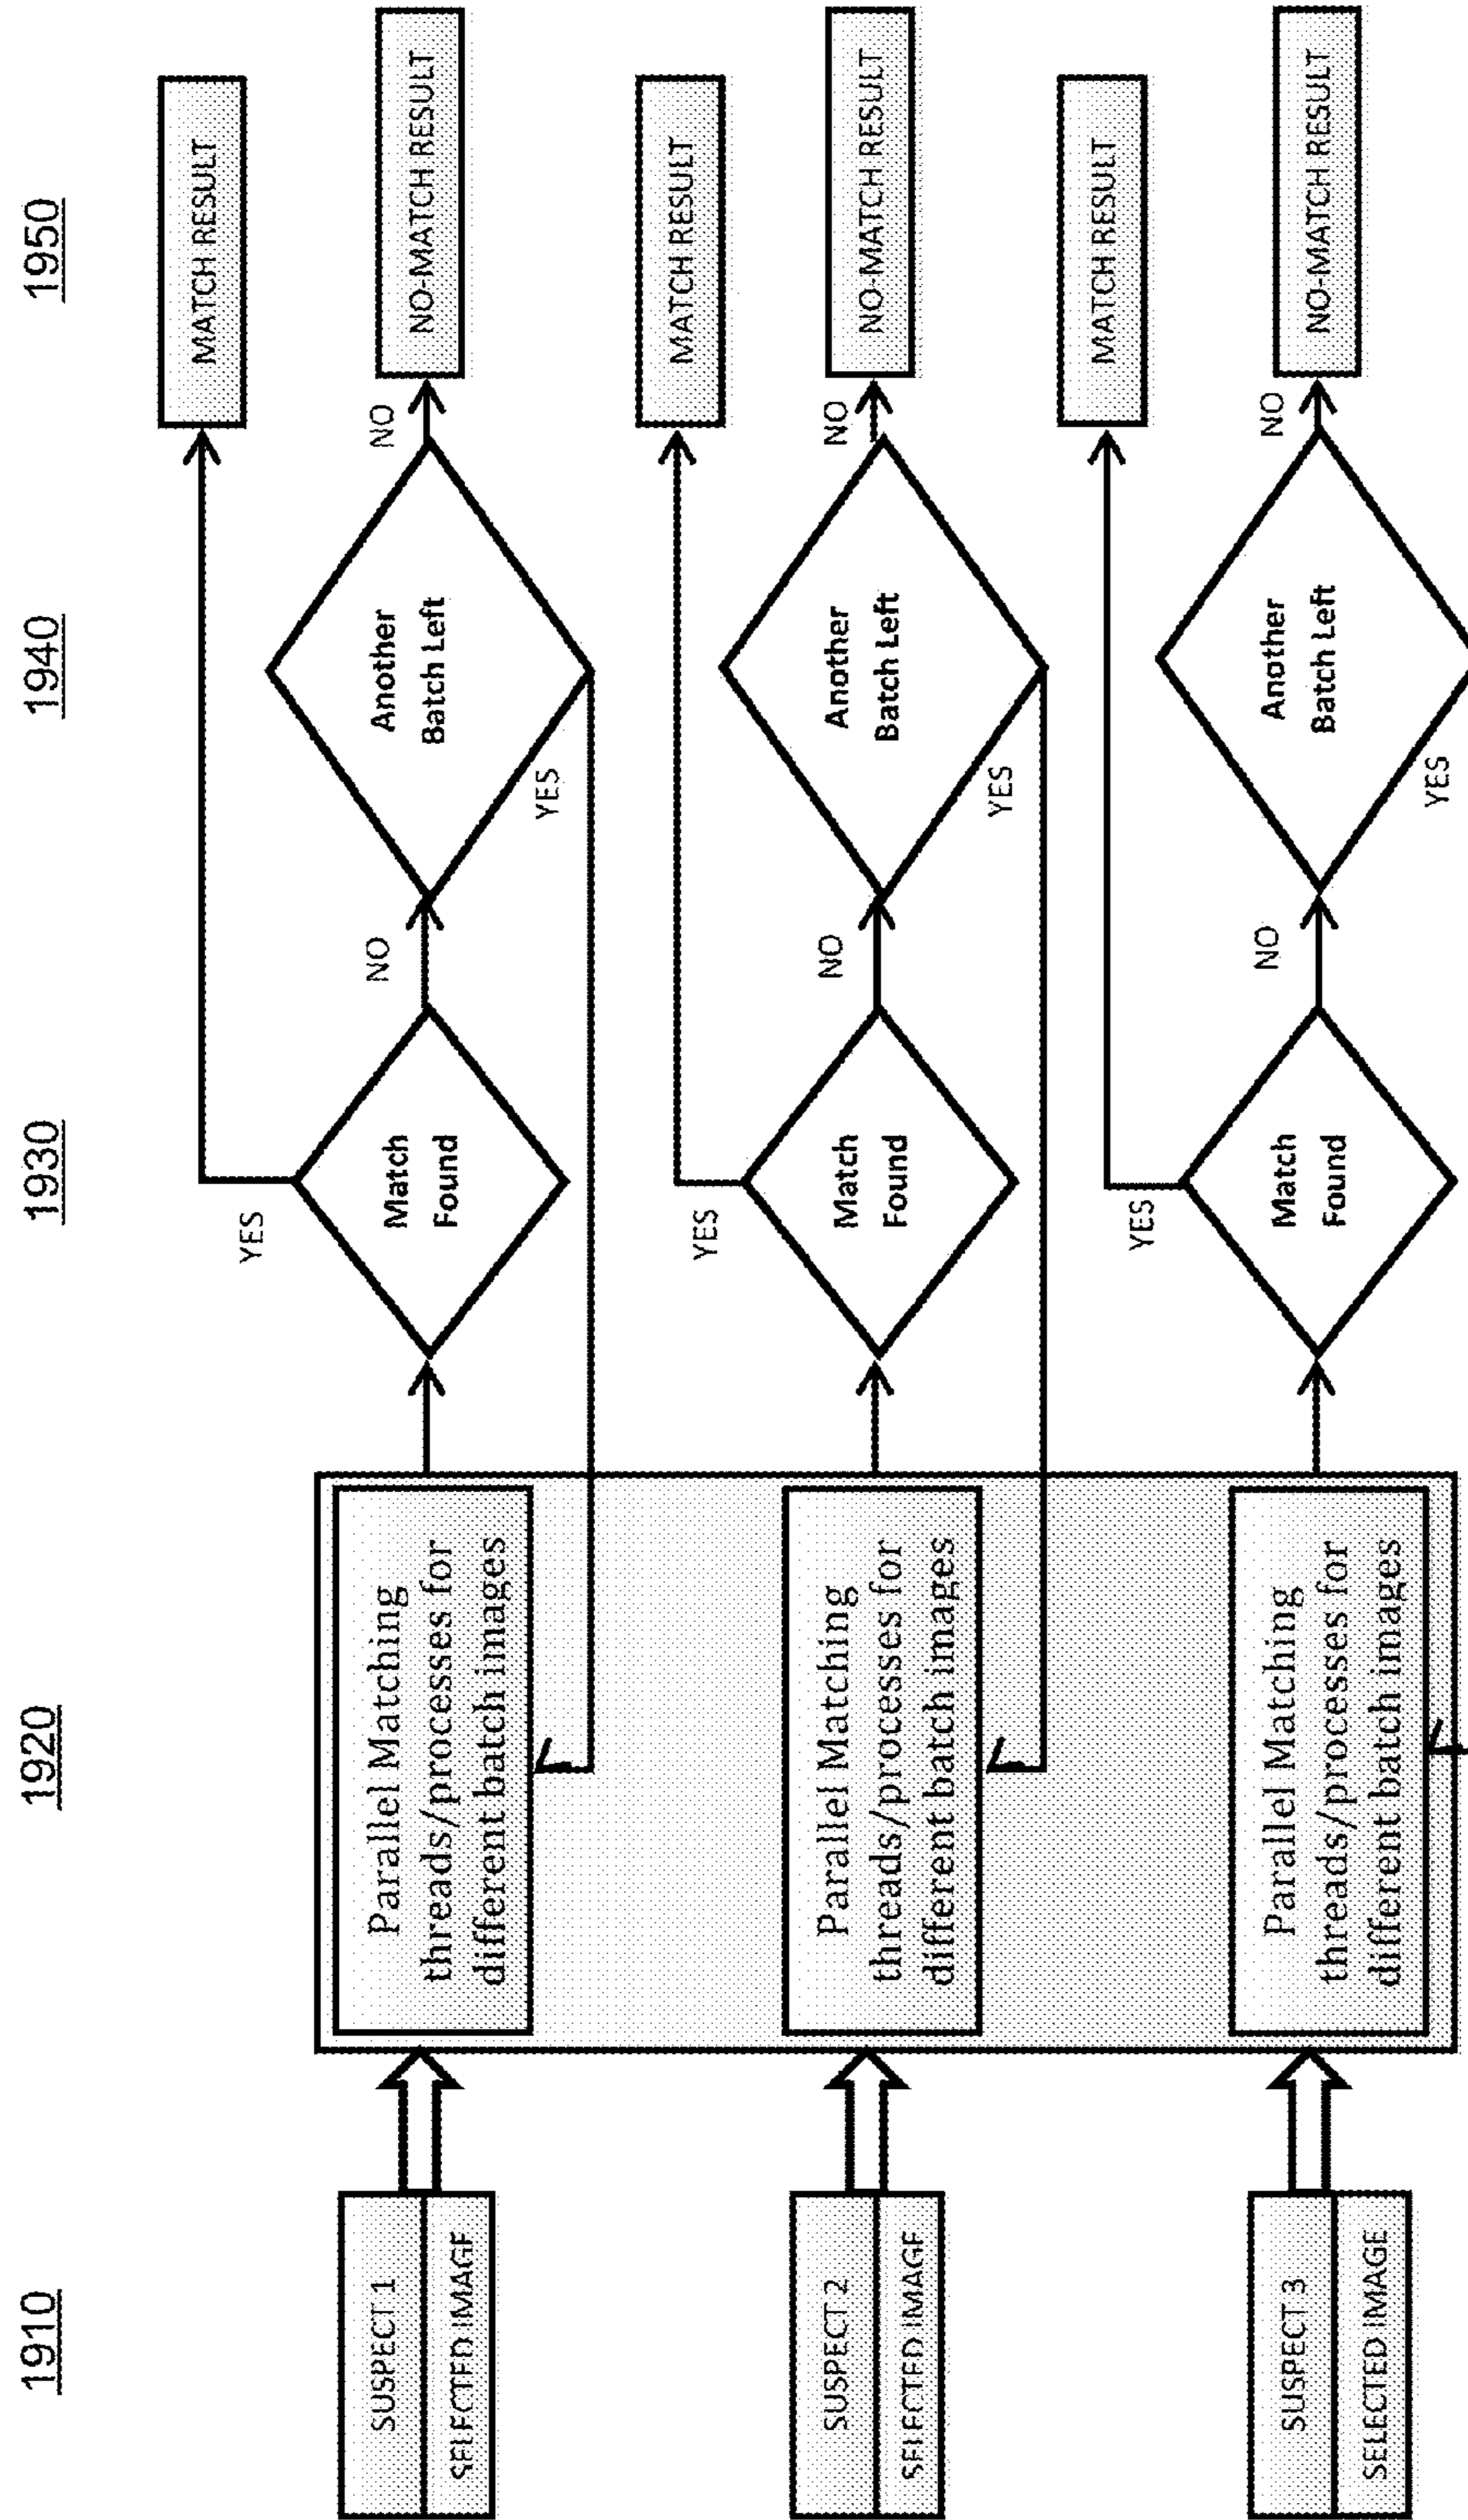 1910
1920
1930
1940
1950
SUSPECT 1
SELECTED IMAGE
Parallel Matching
threads/processes for
different batch images
YES
Match
Found
NO
Another
Batch Left
YES
NO
MATCH RESULT
NO-MATCH RESULT
SUSPECT 2
SELECTED IMAGE
Parallel Matching
threads/processes for
different batch images
YES
Match
Found
NO
Another
Batch Left
YES
NO
MATCH RESULT
NO-MATCH RESULT
SUSPECT 3
SELECTED IMAGE
Parallel Matching
threads/processes for
different batch images
YES
Match
Found
NO
Another
Batch Left
YES
NO
MATCH RESULT
NO-MATCH RESULT